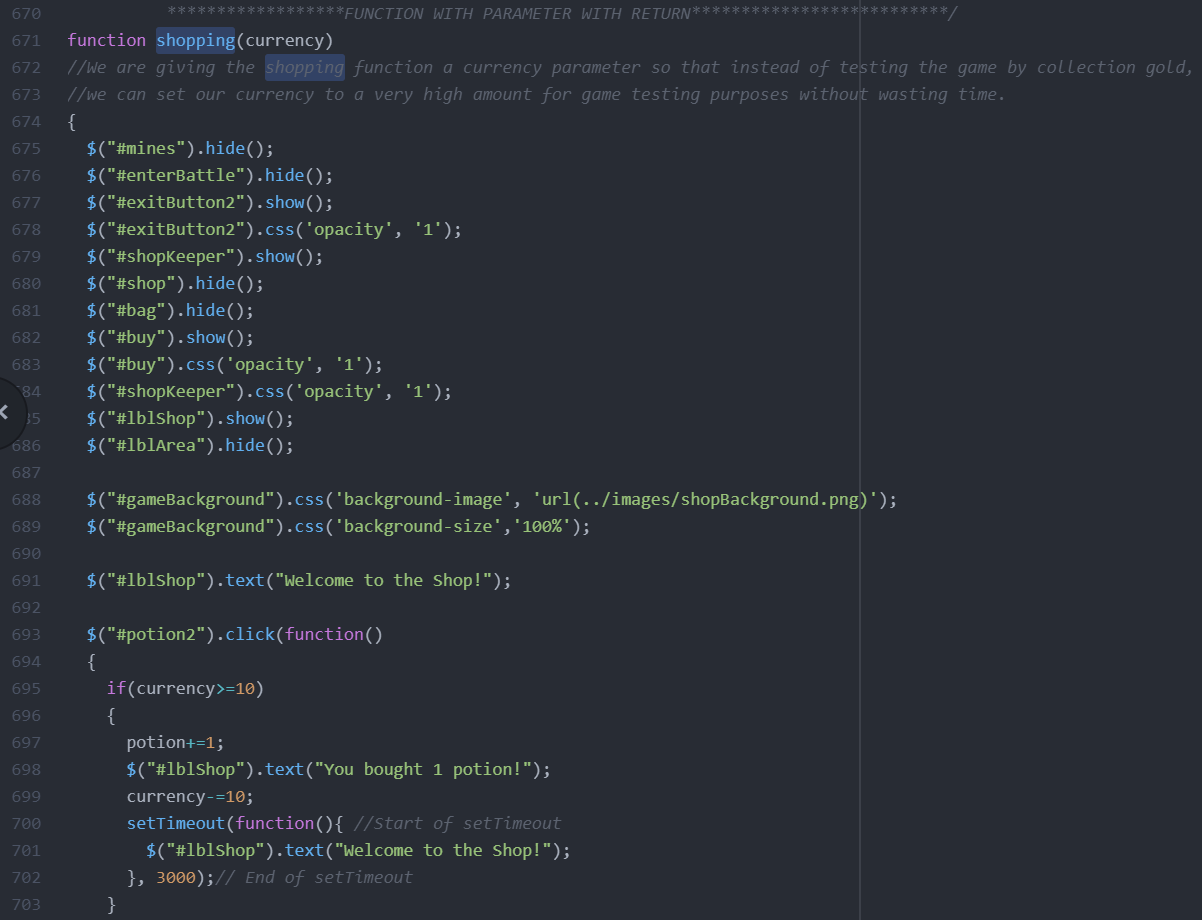 670 ******************FUNCTION WITH PARAMETER WITH RETURN**************************/
671 function shopping(currency)
672 //We are giving the shopping function a currency parameter so that instead of testing the game by collection gold,
673 //we can set our currency to a very high amount for game testing purposes without wasting time.
674 {
675   $("#mines").hide();
676   $("#enterBattle").hide();
677   $("#exitButton2").show();
678   $("#exitButton2").css('opacity', '1');
679   $("#shopKeeper").show();
680   $("#shop").hide();
681   $("#bag").hide();
682   $("#buy").show();
683   $("#buy").css('opacity', '1');
84   $("#shopKeeper").css('opacity', '1');
35   $("#lblShop").show();
686   $("#lblArea").hide();
687
688   $("#gameBackground").css('background-image', 'url(../images/shopBackground.png)');
689   $("#gameBackground").css('background-size','100%');
690
691   $("#lblShop").text("Welcome to the Shop!");
692
693   $("#potion2").click(function()
694   {
695     if(currency>=10)
696     {
697       potion+=1;
698       $("#lblShop").text("You bought 1 potion!");
699       currency-=10;
700       setTimeout(function(){ //Start of setTimeout
701         $("#lblShop").text("Welcome to the Shop!");
702       }, 3000);// End of setTimeout
703     }